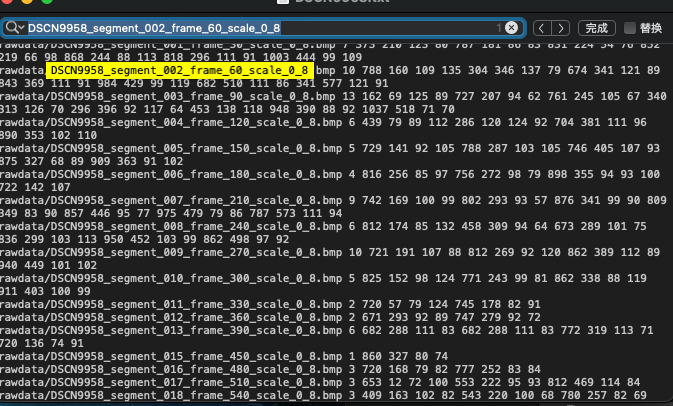 DSCN9958_segment_002_frame_60_scale_0_8
1
完成
替换
rawdata/DSCN9958_segment_001_frame_30_scale_0_8.bmp 7 373 210 123 80 787 181 86 83 831 224 54 76 852
219 66 98 868 244 88 113 818 296 111 91 1003 444 99 109
rawdata/DSCN9958_segment_002_frame_60_scale_0_8.bmp 10 788 160 109 135 304 346 137 79 674 341 121 89
843 369 111 91 984 429 99 119 682 510 111 86 341 577 121 91
rawdata/DSCN9958_segment_003_frame_90_scale_0_8.bmp 13 162 69 125 89 727 207 94 62 761 245 105 67 340
313 126 70 296 396 92 117 64 453 138 118 948 390 88 92 1037 518 71 70
rawdata/DSCN9958_segment_004_frame_120_scale_0_8.bmp 6 439 79 89 112 286 120 124 92 704 381 111 96
890 353 102 110
rawdata/DSCN9958_segment_005_frame_150_scale_0_8.bmp 5 729 141 92 105 788 287 103 105 746 405 107 93
875 327 68 89 909 363 91 102
rawdata/DSCN9958_segment_006_frame_180_scale_0_8.bmp 4 816 256 85 97 756 272 98 79 898 355 94 93 100
722 142 107
rawdata/DSCN9958_segment_007_frame_210_scale_0_8.bmp 9 742 169 100 99 802 293 93 57 876 341 99 90 809
349 83 90 857 446 95 77 975 479 79 86 787 573 111 94
rawdata/DSCN9958_segment_008_frame_240_scale_0_8.bmp 6 812 174 85 132 458 309 94 64 673 289 101 75
836 299 103 113 950 452 103 99 862 498 97 92
rawdata/DSCN9958_segment_009_frame_270_scale_0_8.bmp 10 721 191 107 88 812 269 92 120 862 389 112 89
940 449 101 102
rawdata/DSCN9958_segment_010_frame_300_scale_0_8.bmp 5 825 152 98 124 771 243 99 81 862 338 88 119
911 403 100 99
rawdata/DSCN9958_segment_011_frame_330_scale_0_8.bmp 2 720 57 79 124 745 178 82 91
rawdata/DSCN9958_segment_012_frame_360_scale_0_8.bmp 2 671 293 92 89 747 279 92 72
rawdata/DSCN9958_segment_013_frame_390_scale_0_8.bmp 6 682 288 111 83 682 288 111 83 772 319 113 71
720 136 74 91
rawdata/DSCN9958_segment_015_frame_450_scale_0_8.bmp 1 860 327 80 74
rawdata/DSCN9958_segment_016_frame_480_scale_0_8.bmp 3 720 168 79 82 777 252 83 84
rawdata/DSCN9958_segment_017_frame_510_scale_0_8.bmp 3 653 12 72 100 553 222 95 93 812 469 114 84
rawdata/DSCN9958_segment_018_frame_540_scale_0_8.bmp 3 409 163 102 82 543 220 100 68 780 257 82 69